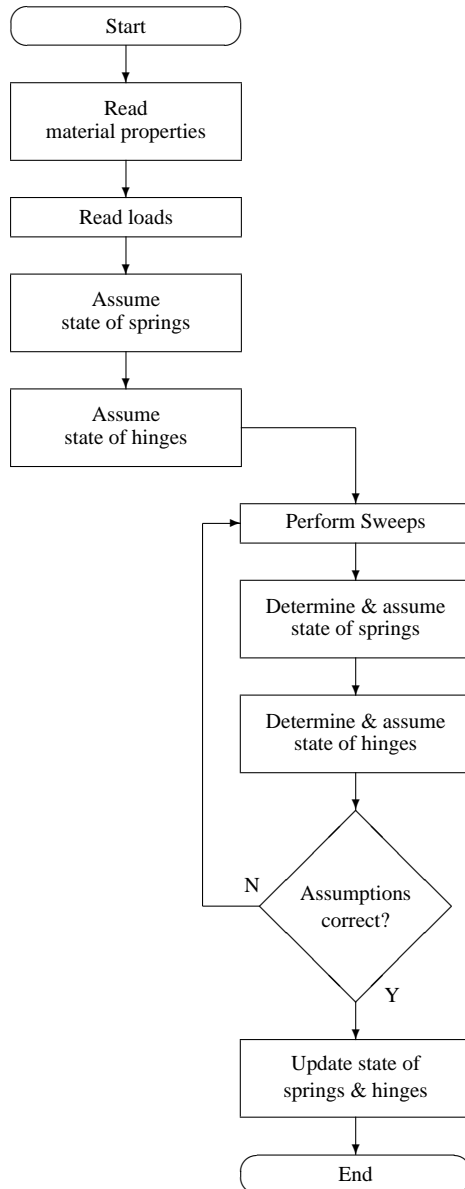 Start
Read
material properties
Read loads
Assume
state of springs
Assume
state of hinges
Perform Sweeps
Determine & assume
state of springs
Determine & assume
state of hinges
N
Assumptions
correct?
Y
Update state of
springs & hinges
End